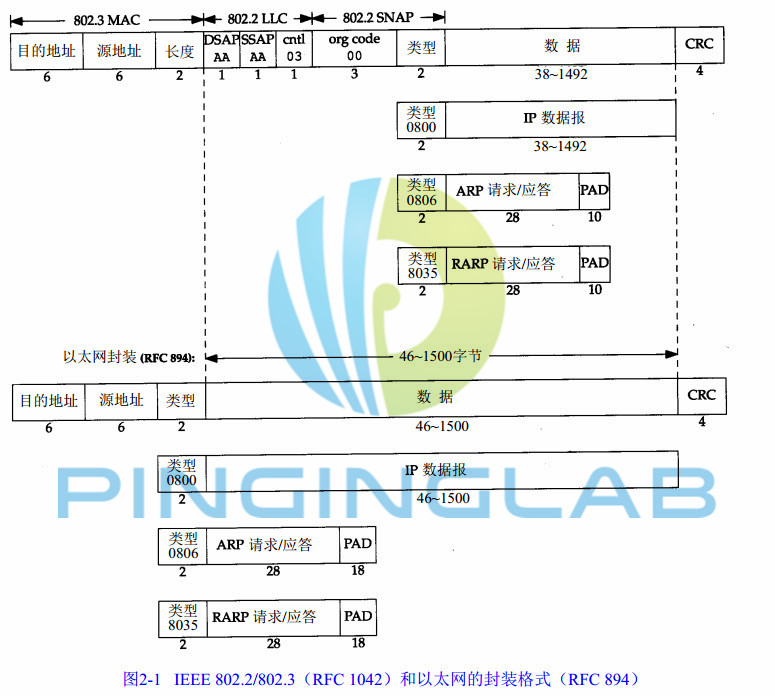 802.3 MAC 802.2 LLC 802.2 SNAP
目的地址 源地址 长度 DSAP AA SSAP AA cntl 03 org code 00 类型 数 据 CRC
6 6 2 1 1 1 3 2 38~1492 4
类型 0800 IP 数据报
2 38~1492
类型 0806 ARP 请求/应答 PAD
2 28 10
类型 8035 RARP 请求/应答 PAD
2 28 10
以太网封装 (RFC 894): 46~1500字节
目的地址 源地址 类型 数 据 CRC
6 6 2 46~1500 4
类型 0800 IP 数据报
2 46~1500
PINGINGLAB
类型 0806 ARP 请求/应答 PAD
2 28 18
类型 8035 RARP 请求/应答 PAD
2 28 18
图2-1 IEEE 802.2/802.3（RFC 1042）和以太网的封装格式（RFC 894）